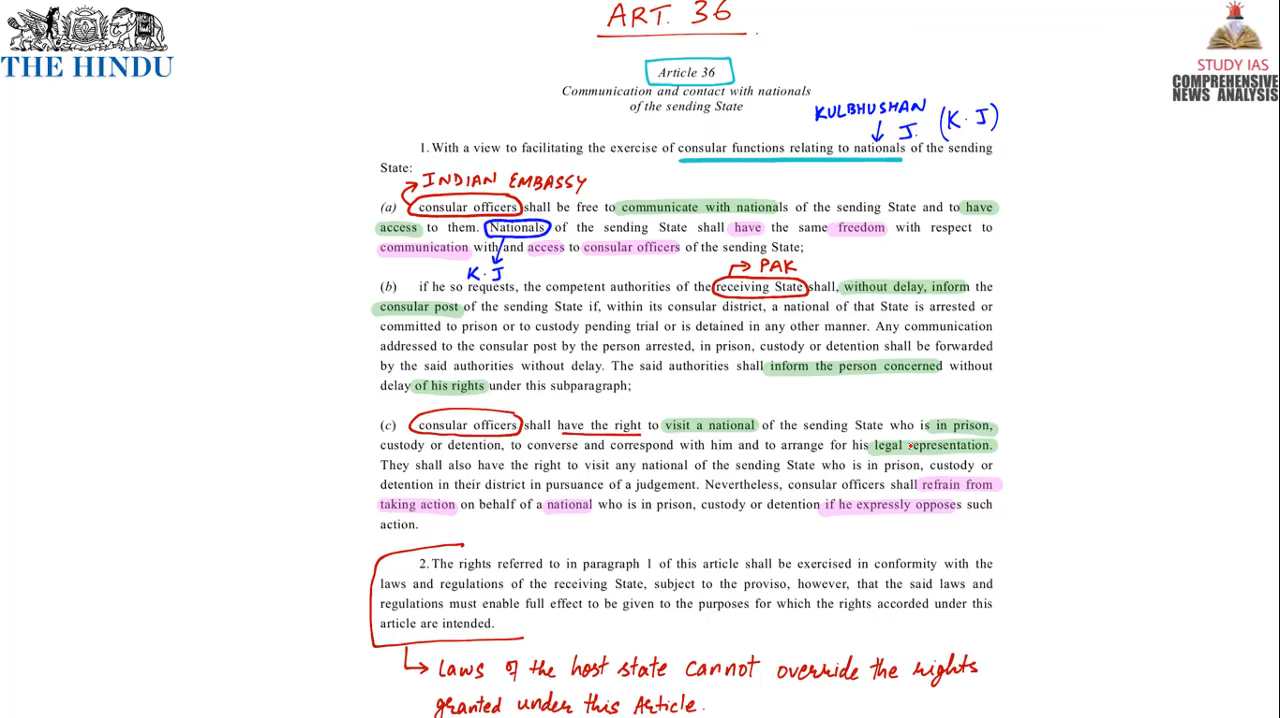 ART. 36
THE HINDU
STUDY IAS
COMPREHENSIVE
NEWS ANALYSIS
Article 36
Communication and contact with nationals
of the sending State
KULBHUSHAN
J. (K. J)
1. With a view to facilitating the exercise of consular functions relating to nationals of the sending
State:
INDIAN EMBASSY
(a) consular officers shall be free to communicate with nationals of the sending State and to have
access to them. Nationals of the sending State shall have the same freedom with respect to
communication with and access to consular officers of the sending State;
K. J
PAK
(b) if he so requests, the competent authorities of the receiving State shall, without delay, inform the
consular post of the sending State if, within its consular district, a national of that State is arrested or
committed to prison or to custody pending trial or is detained in any other manner. Any communication
addressed to the consular post by the person arrested, in prison, custody or detention shall be forwarded
by the said authorities without delay. The said authorities shall inform the person concerned without
delay of his rights under this subparagraph;
(c) consular officers shall have the right to visit a national of the sending State who is in prison,
custody or detention, to converse and correspond with him and to arrange for his legal representation.
They shall also have the right to visit any national of the sending State who is in prison, custody or
detention in their district in pursuance of a judgement. Nevertheless, consular officers shall refrain from
taking action on behalf of a national who is in prison, custody or detention if he expressly opposes such
action.
2. The rights referred to in paragraph 1 of this article shall be exercised in conformity with the
laws and regulations of the receiving State, subject to the proviso, however, that the said laws and
regulations must enable full effect to be given to the purposes for which the rights accorded under this
article are intended.
Laws of the host state cannot override the rights
granted under this Article.